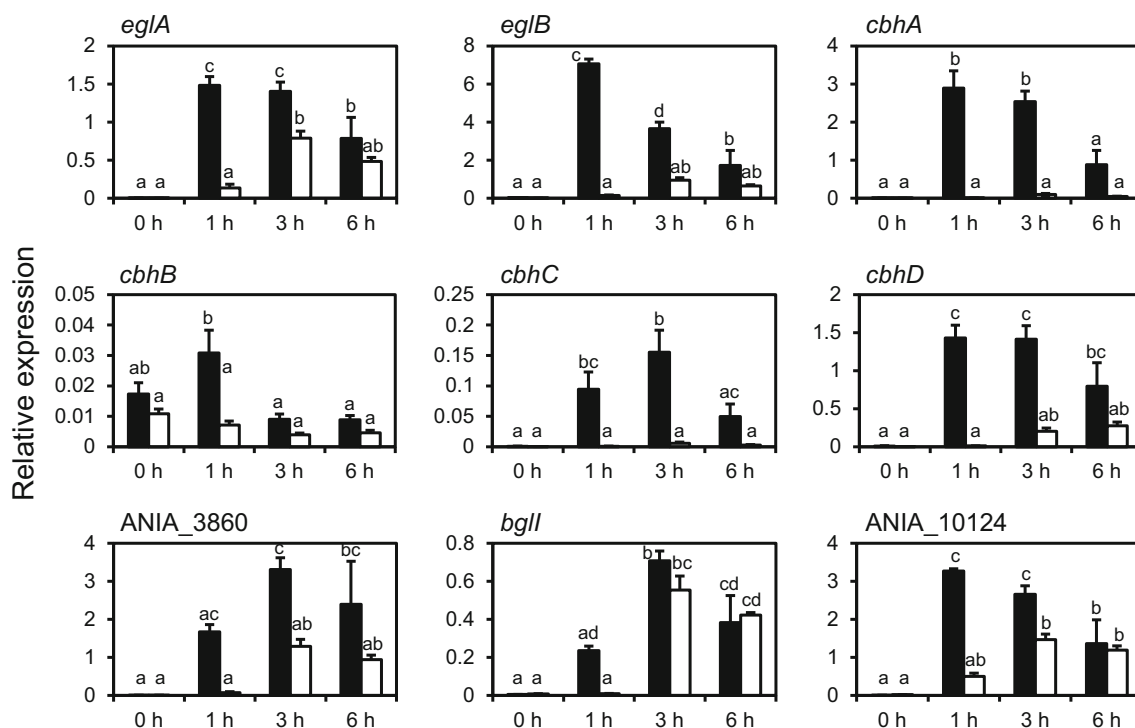 Relative expression
eglA
2
1.5
1
0.5
0
a a
c
a
c
b
b
ab
0 h 1 h 3 h 6 h
eglB
8
6
4
2
0
a a
c
a
d
ab
b
ab
0 h 1 h 3 h 6 h
cbhA
4
3
2
1
0
a a
b
a
b
a
a
a
0 h 1 h 3 h 6 h
cbhB
0.05
0.04
0.03
0.02
0.01
0
ab
a
b
a
a
a
a
a
0 h 1 h 3 h 6 h
cbhC
0.25
0.2
0.15
0.1
0.05
0
a a
bc
a
b
a
ac
a
0 h 1 h 3 h 6 h
cbhD
2
1.5
1
0.5
0
a a
c
a
c
ab
bc
a
0 h 1 h 3 h 6 h
ANIA_3860
4
3
2
1
0
a a
ac
a
c
ab
bc
ab
0 h 1 h 3 h 6 h
bglI
0.8
0.6
0.4
0.2
0
a a
ad
a
b
bc
cd
cd
0 h 1 h 3 h 6 h
ANIA_10124
4
3
2
1
0
a a
c
ab
c
b
b
b
0 h 1 h 3 h 6 h